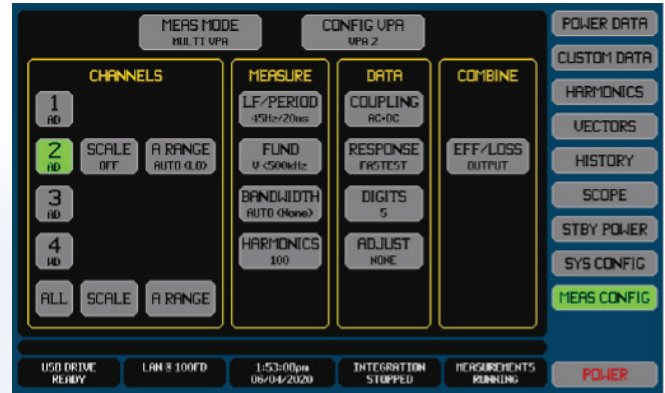 MEAS MODE
MULTI VPA
CONFIG VPA
VPA 2
CHANNELS
1
AD
2
AD
SCALE
OFF
A RANGE
AUTO (LO)
3
AD
4
WD
ALL
SCALE
A RANGE
MEASURE
LF/PERIOD
45Hz/20ms
FUND
V <500kHz
BANDWIDTH
AUTO (None)
HARMONICS
100
DATA
COUPLING
AC+DC
RESPONSE
FASTEST
DIGITS
5
ADJUST
NONE
COMBINE
EFF/LOSS
OUTPUT
POWER DATA
CUSTOM DATA
HARMONICS
VECTORS
HISTORY
SCOPE
STBY POWER
SYS CONFIG
MEAS CONFIG
POWER
USB DRIVE
READY
LAN @ 100FD
1:53:00pm
06/04/2020
INTEGRATION
STOPPED
MEASUREMENTS
RUNNING